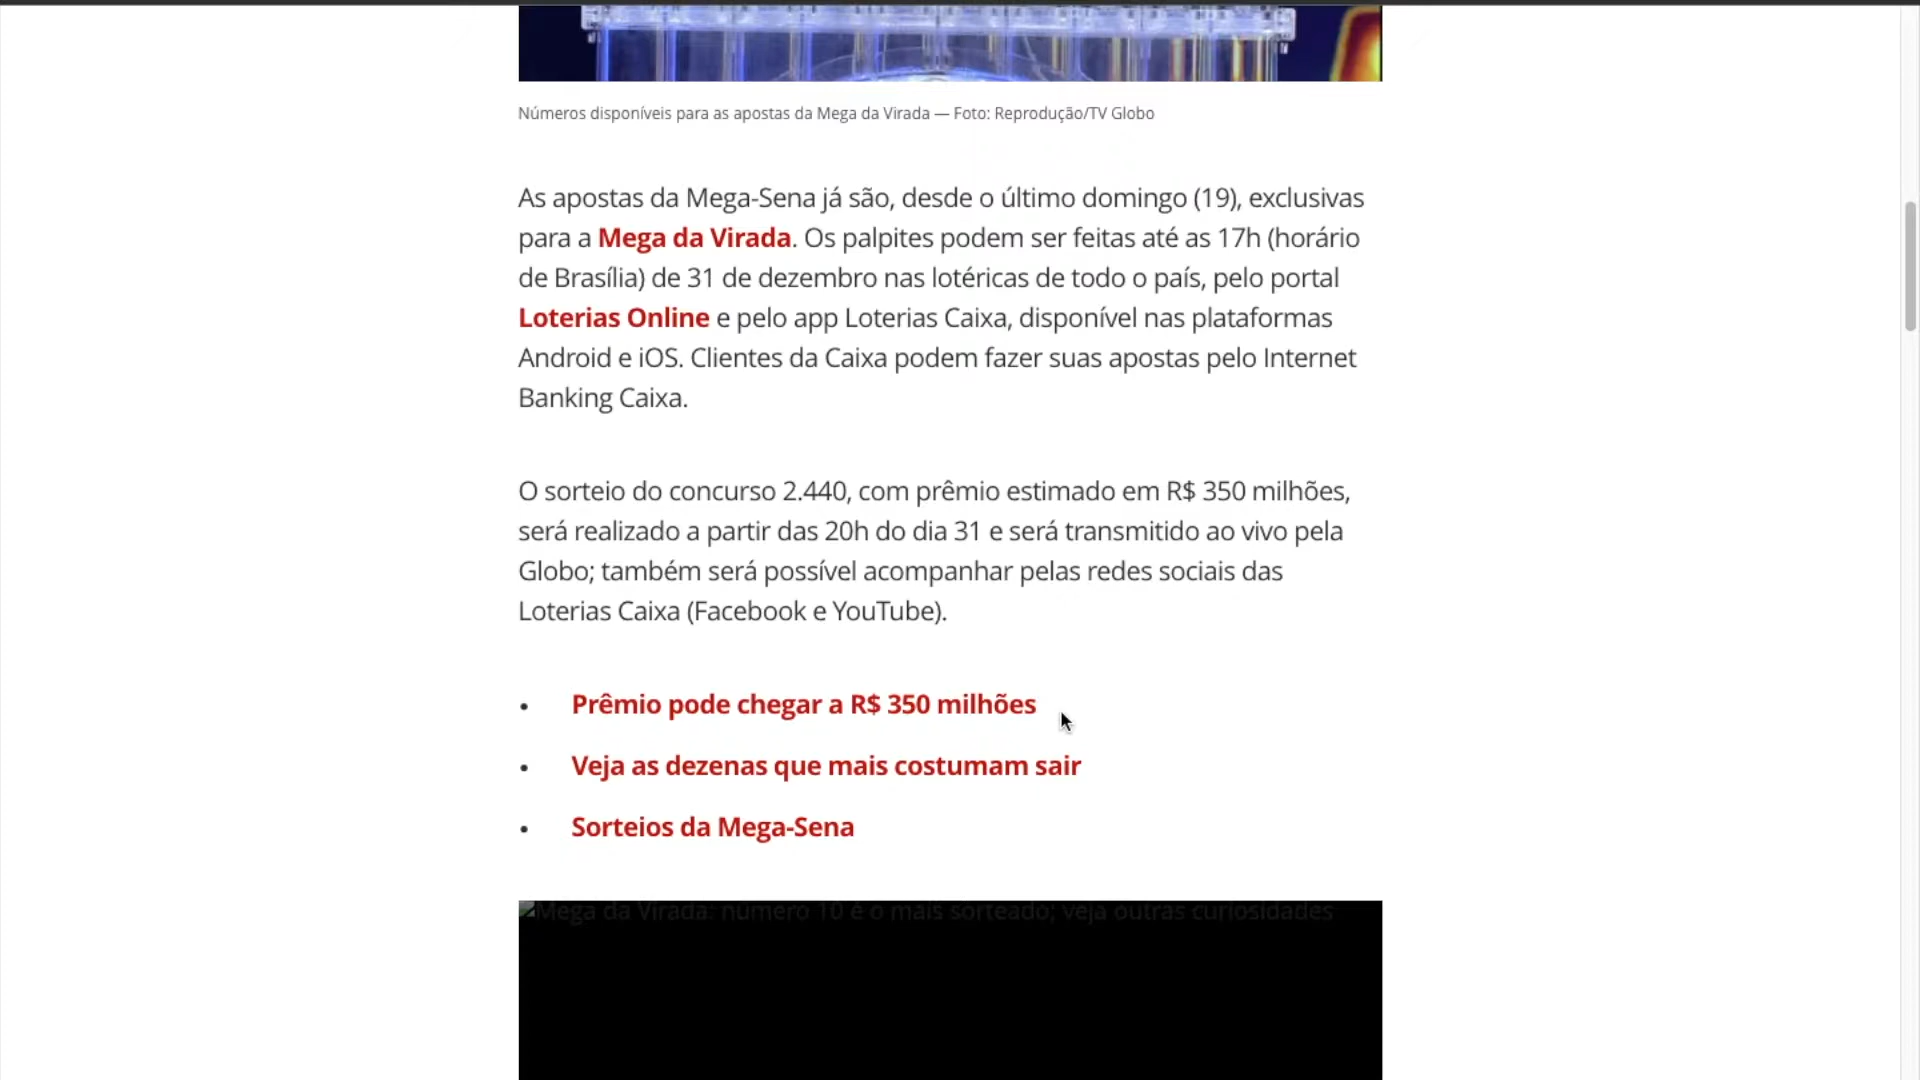 Números disponíveis para as apostas da Mega da Virada — Foto: Reprodução/TV Globo
As apostas da Mega-Sena já são, desde o último domingo (19), exclusivas
para a Mega da Virada. Os palpites podem ser feitas até as 17h (horário
de Brasília) de 31 de dezembro nas lotéricas de todo o país, pelo portal
Loterias Online e pelo app Loterias Caixa, disponível nas plataformas
Android e iOS. Clientes da Caixa podem fazer suas apostas pelo Internet
Banking Caixa.
O sorteio do concurso 2.440, com prêmio estimado em R$ 350 milhões,
será realizado a partir das 20h do dia 31 e será transmitido ao vivo pela
Globo; também será possível acompanhar pelas redes sociais das
Loterias Caixa (Facebook e YouTube).
• Prêmio pode chegar a R$ 350 milhões
• Veja as dezenas que mais costumam sair
• Sorteios da Mega-Sena
Mega da Virada: número 10 é o mais sorteado; veja outras curiosidades